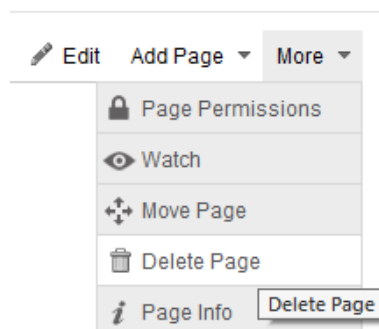 Edit Add Page More
Page Permissions
Watch
Move Page
Delete Page
Page Info Delete Page